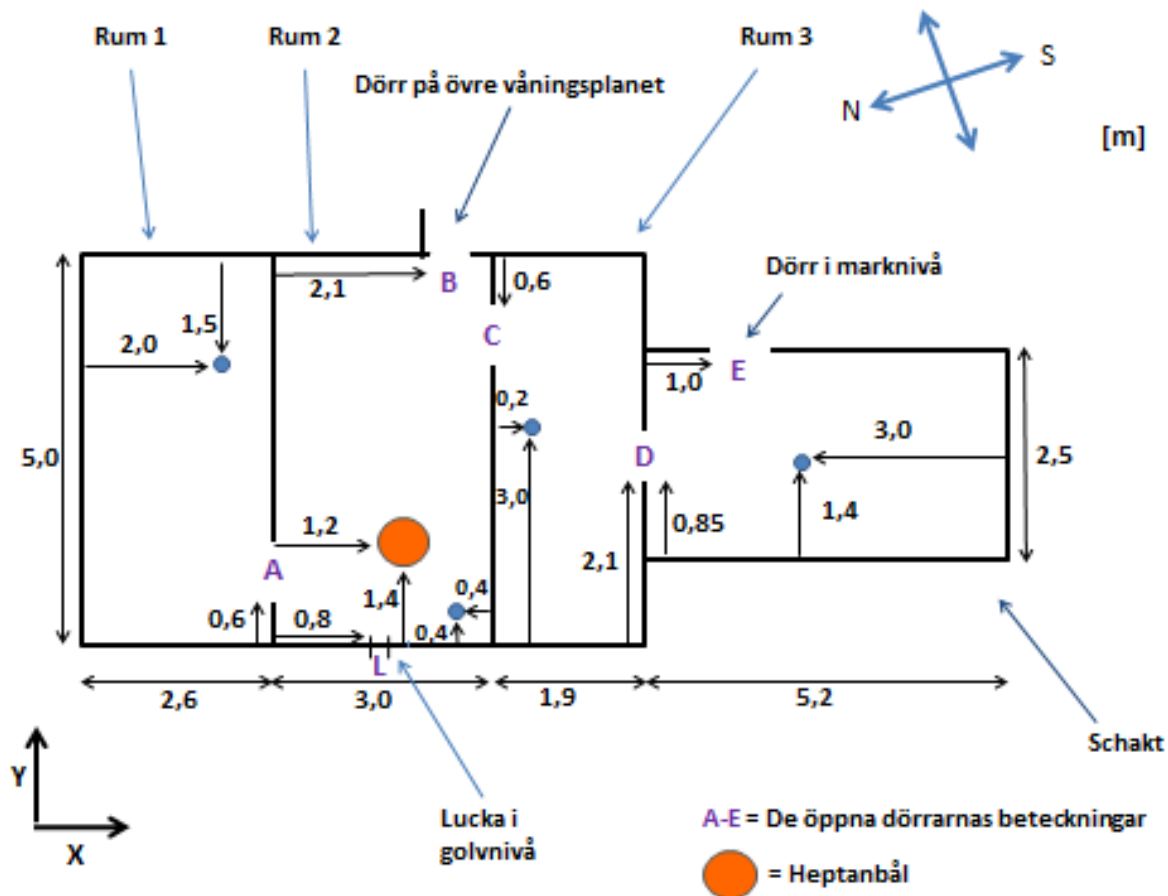 Rum 1
Rum 2
Rum 3
Dörr på övre våningsplanet
S
N
[m]
2,1
B
0,6
Dörr i marknivå
1,5
2,0
C
1,0
E
0,2
5,0
D
3,0
2,5
3,0
1,2
0,85
1,4
A
2,1
0,6
0,8
1,4
0,4
0,4
L
2,6
3,0
1,9
5,2
Schakt
Y
X
Lucka i
golvnivå
A-E = De öppna dörrarnas beteckningar
= Heptanbål